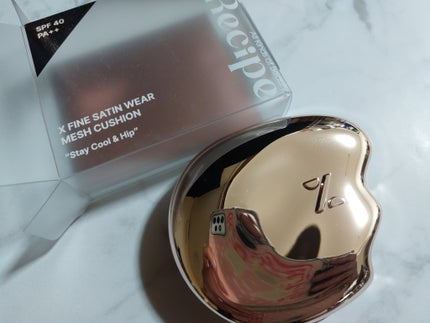 SPF 40
PA++
Recipe
X FINE SATIN WEAR
MESH CUSHION
"Stay Cool & Hip"